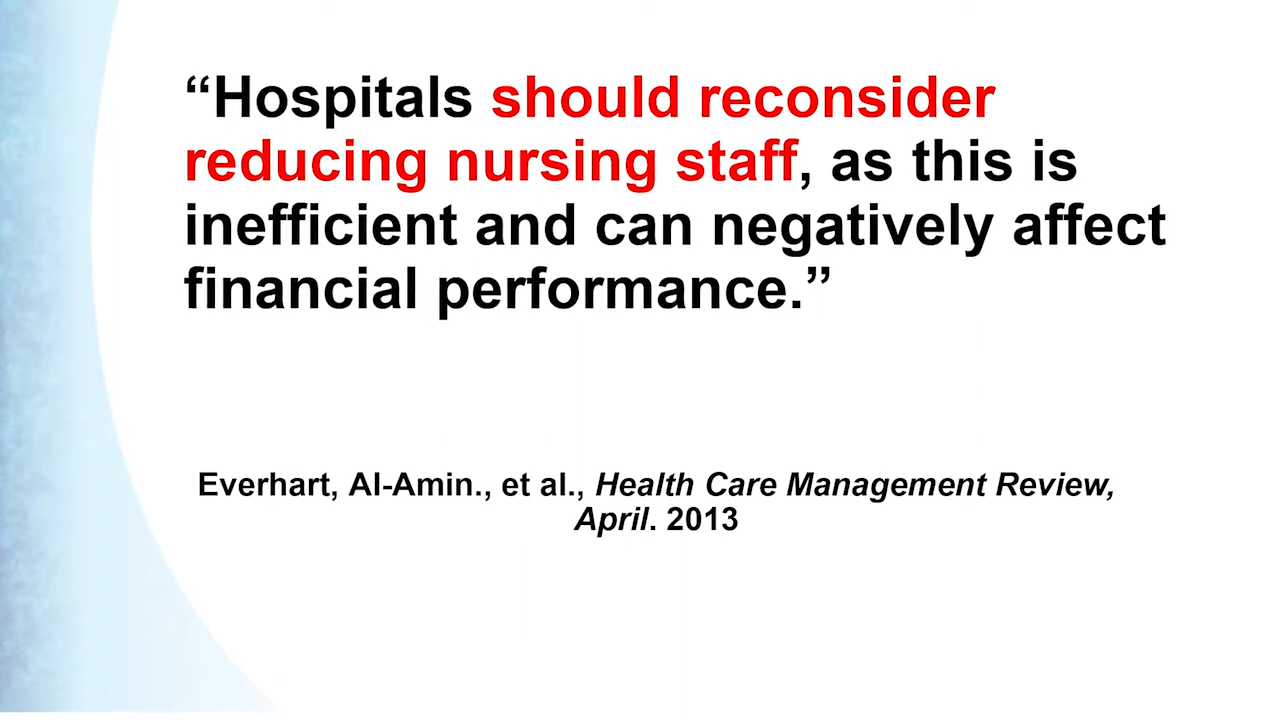 “Hospitals should reconsider
reducing nursing staff, as this is
inefficient and can negatively affect
financial performance.”
Everhart, Al-Amin., et al., Health Care Management Review,
April. 2013